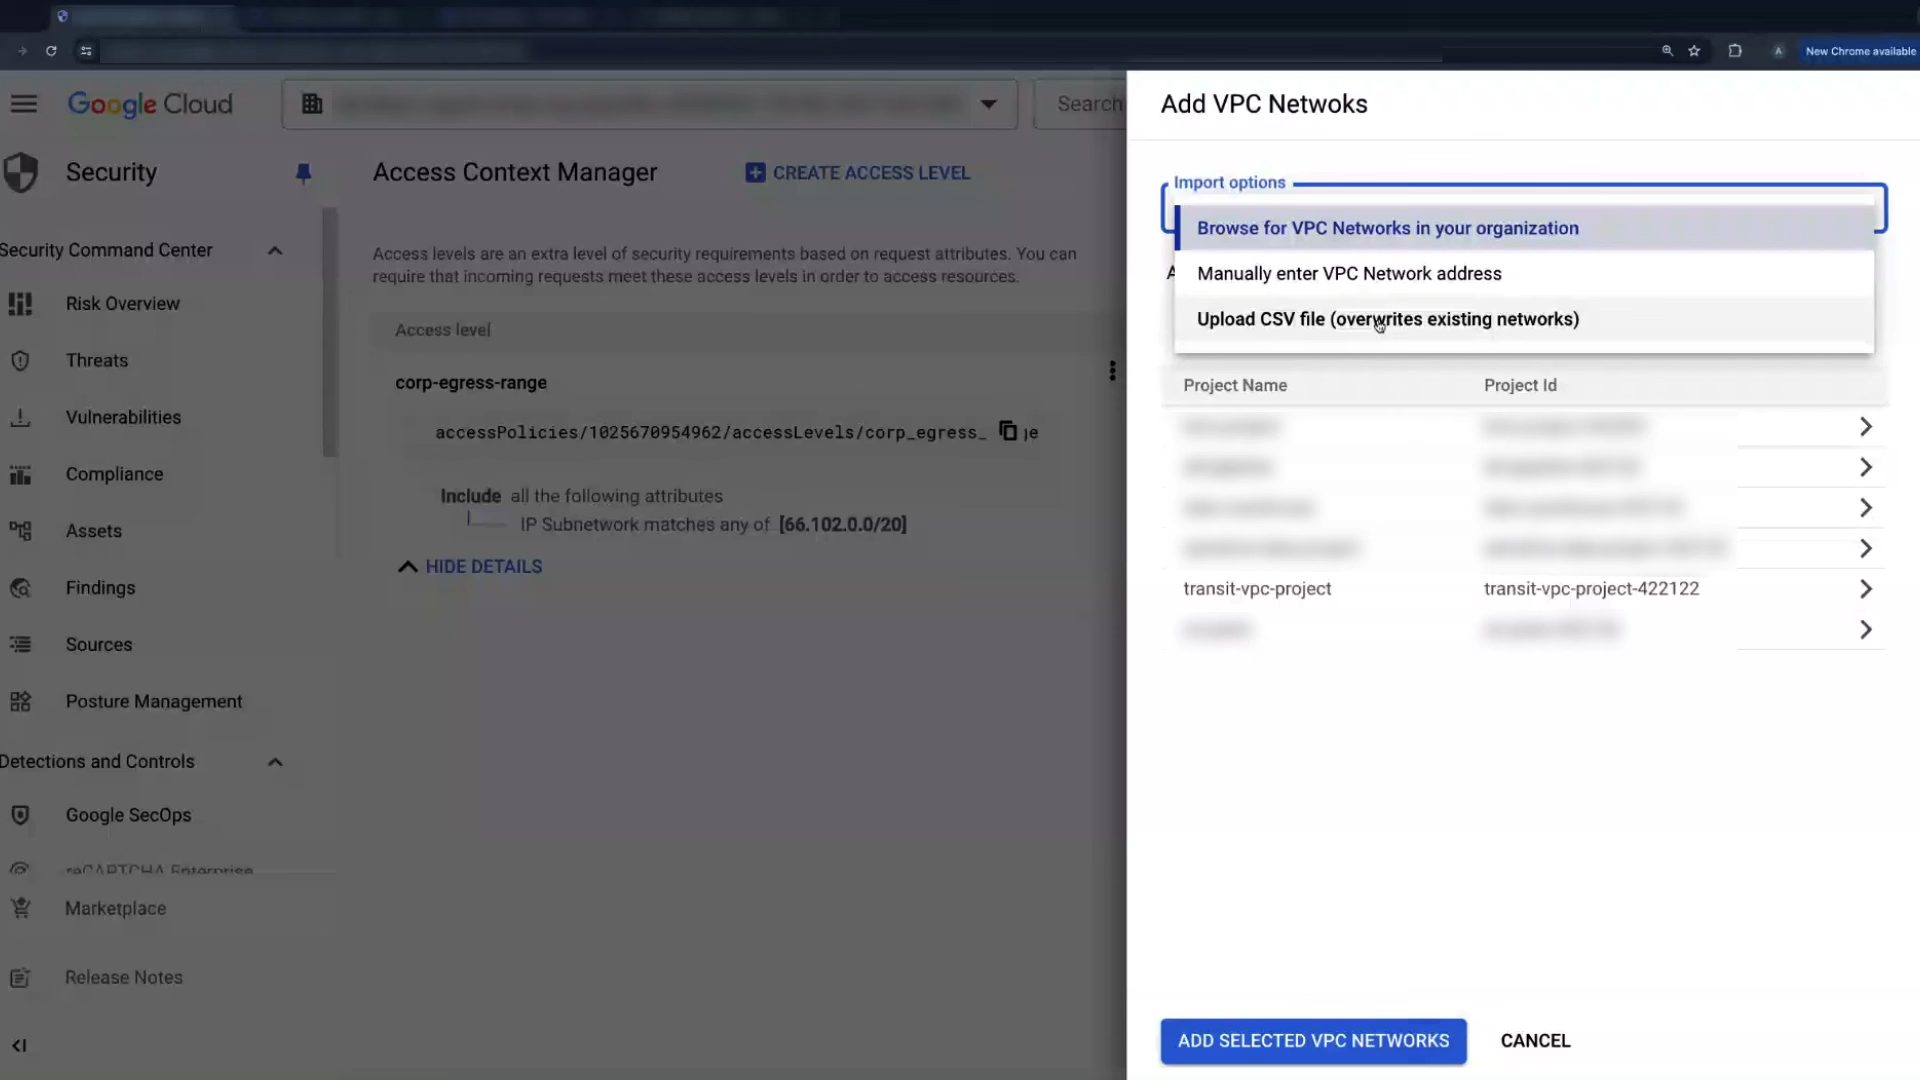 New Chrome available
Google Cloud
Search
Security
Security Command Center
Risk Overview
Threats
Vulnerabilities
Compliance
Assets
Findings
Sources
Posture Management
Detections and Controls
Google SecOps
reCAPTCHA Enterprise
Marketplace
Release Notes
Access Context Manager
CREATE ACCESS LEVEL
Access levels are an extra level of security requirements based on request attributes. You can
require that incoming requests meet these access levels in order to access resources.
Access level
corp-egress-range
accessPolicies/1025670954962/accessLevels/corp_egress_
Include all the following attributes
IP Subnetwork matches any of [66.102.0.0/20]
HIDE DETAILS
Add VPC Netwoks
Import options
Browse for VPC Networks in your organization
Manually enter VPC Network address
Upload CSV file (overwrites existing networks)
Project Name Project Id
transit-vpc-project transit-vpc-project-422122
ADD SELECTED VPC NETWORKS CANCEL